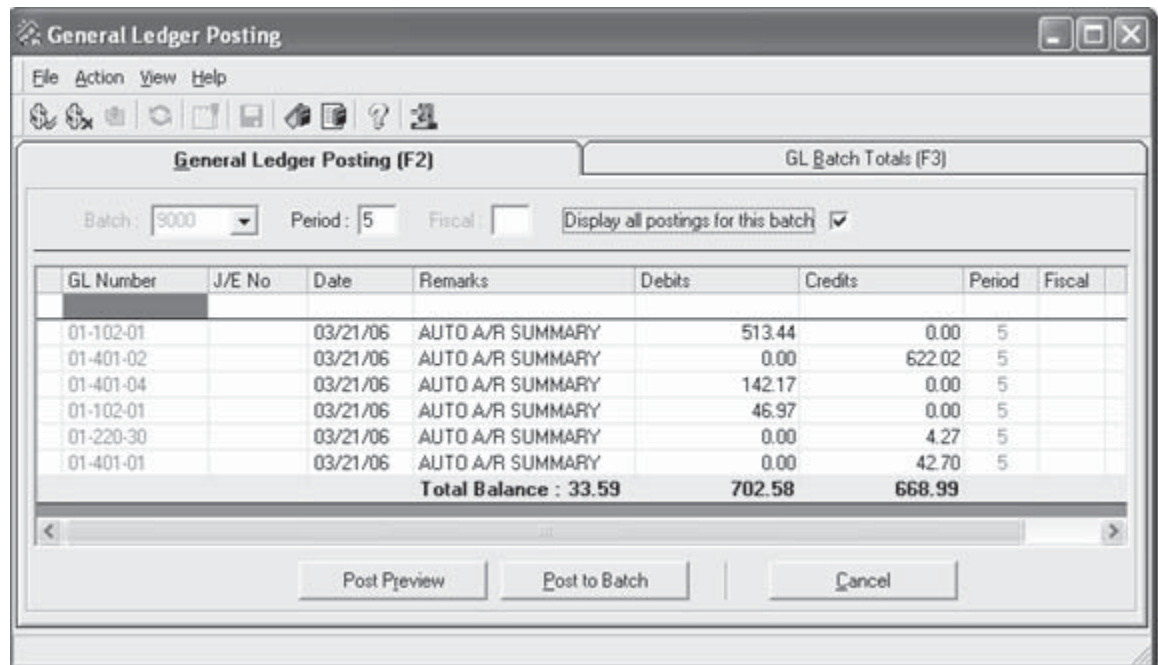 General Ledger Posting
File Action View Help
General Ledger Posting (F2) GL Batch Totals (F3)
Batch : 9000 Period : 5 Fiscal : Display all postings for this batch
GL Number J/E No Date Remarks Debits Credits Period Fiscal
01-102-01 03/21/06 AUTO A/R SUMMARY 513.44 0.00 5
01-401-02 03/21/06 AUTO A/R SUMMARY 0.00 622.02 5
01-401-04 03/21/06 AUTO A/R SUMMARY 142.17 0.00 5
01-102-01 03/21/06 AUTO A/R SUMMARY 46.97 0.00 5
01-220-30 03/21/06 AUTO A/R SUMMARY 0.00 4.27 5
01-401-01 03/21/06 AUTO A/R SUMMARY 0.00 42.70 5
Total Balance : 33.59 702.58 668.99
Post Preview Post to Batch Cancel